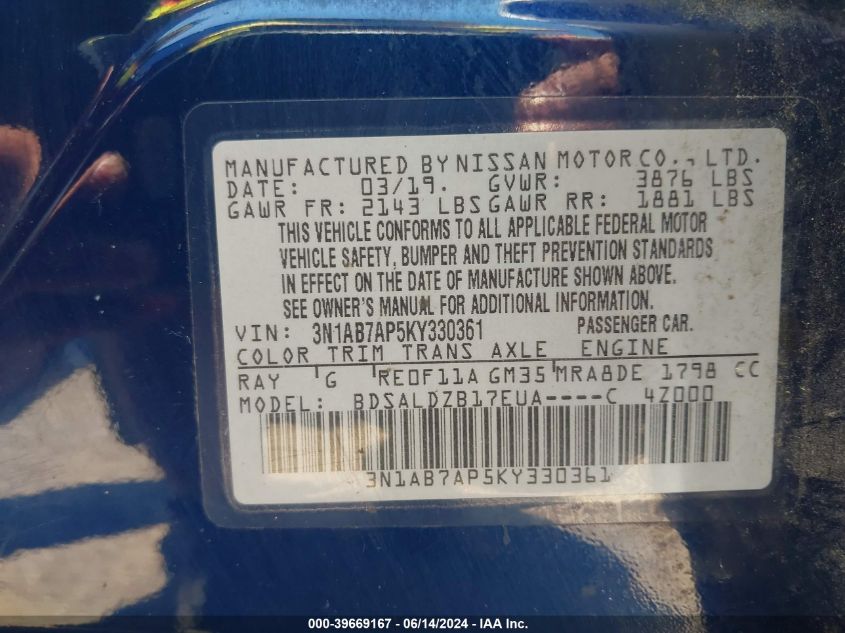 MANUFACTURED BY NISSAN MOTOR CO., LTD.
DATE: 03/19. GVWR: 3876 LBS
GAWR FR: 2143 LBS GAWR RR: 1881 LBS
THIS VEHICLE CONFORMS TO ALL APPLICABLE FEDERAL MOTOR
VEHICLE SAFETY, BUMPER AND THEFT PREVENTION STANDARDS
IN EFFECT ON THE DATE OF MANUFACTURE SHOWN ABOVE.
SEE OWNER'S MANUAL FOR ADDITIONAL INFORMATION.
VIN: 3N1AB7AP5KY330361 PASSENGER CAR.
COLOR TRIM TRANS AXLE ENGINE
RAY G RE0F11A GM35 MRA8DE 1798 CC
MODEL: BDSALDZB17EUA----C 4Z000
3N1AB7AP5KY330361
000-39669167 - 06/14/2024 - IAA Inc.